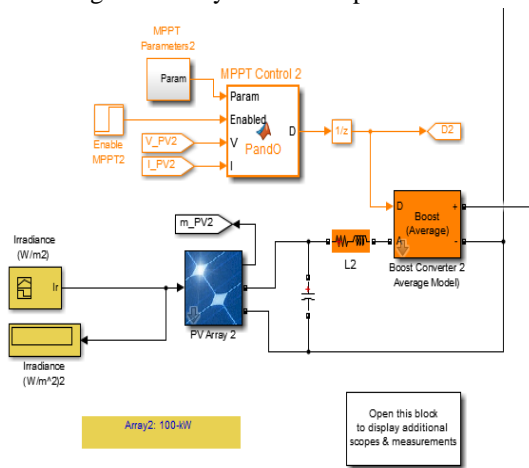 MPPT
Parameters2
Param
MPPT Control 2
Param
Enabled
V
I
D
PandO
Enable
MPPT2
V_PV2
I_PV2
1/z
D2
m_PV2
D
A
Boost
(Average)
+
-
Boost Converter 2
Average Model)
L2
+
Irradiance
(W/m2)
Ir
PV Array 2
Irradiance
(W/m^2)2
Array2: 100-kW
Open this block
to display additional
scopes & measurements